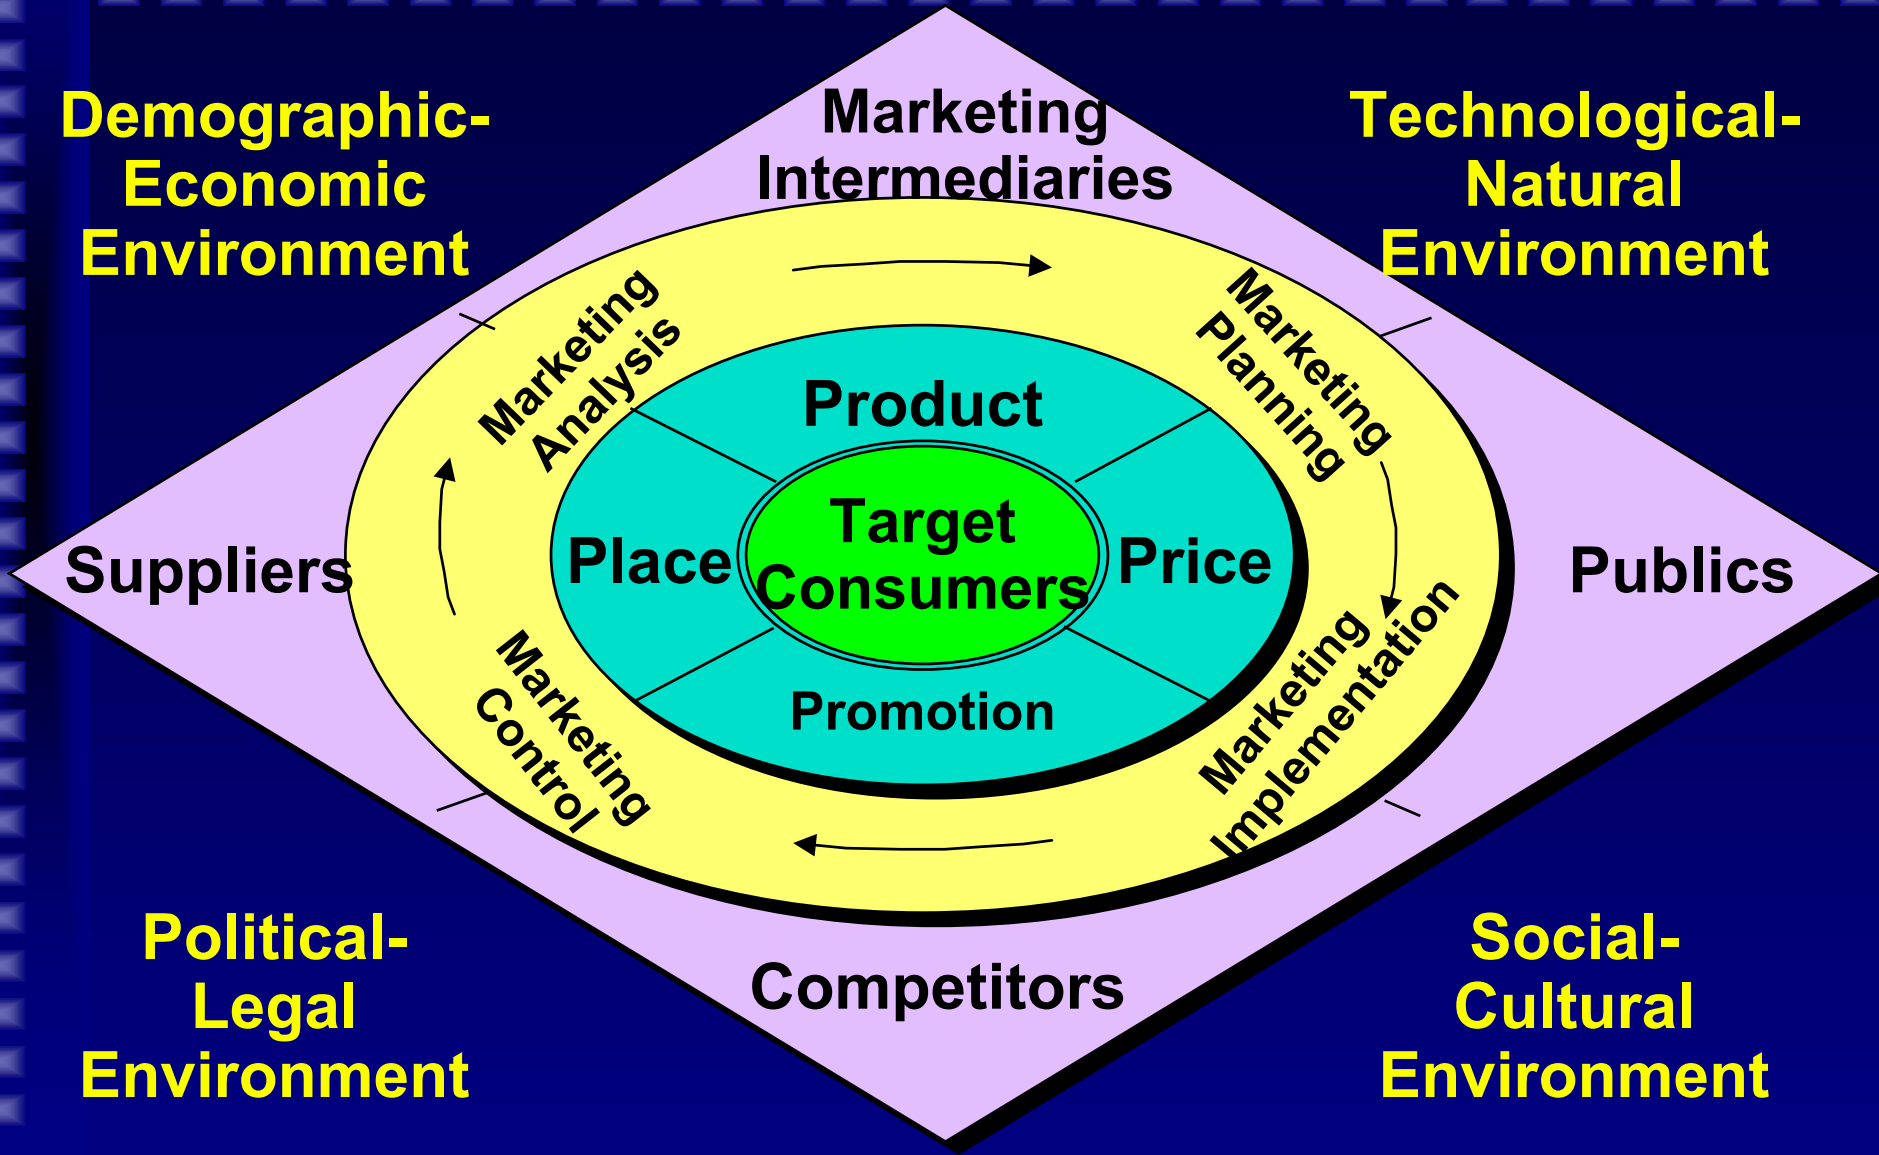 Demographic-
Economic
Environment
Marketing
Intermediaries
Technological-
Natural
Environment
Marketing
Analysis
Marketing
Planning
Product
Suppliers
Place
Target
Consumers
Price
Publics
Marketing
Control
Promotion
Marketing
Implementation
Political-
Legal
Environment
Competitors
Social-
Cultural
Environment